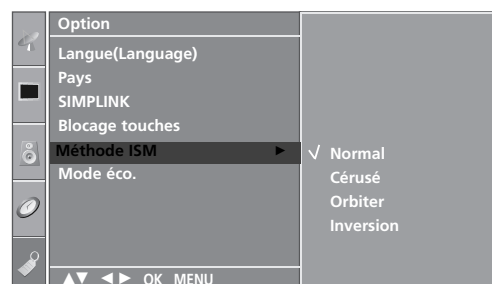 Option
Langue(Language)
Pays
SIMPLINK
Blocage touches
Méthode ISM ►
Mode éco.
√ Normal
Cérusé
Orbiter
Inversion
▲▼ ◄► OK MENU